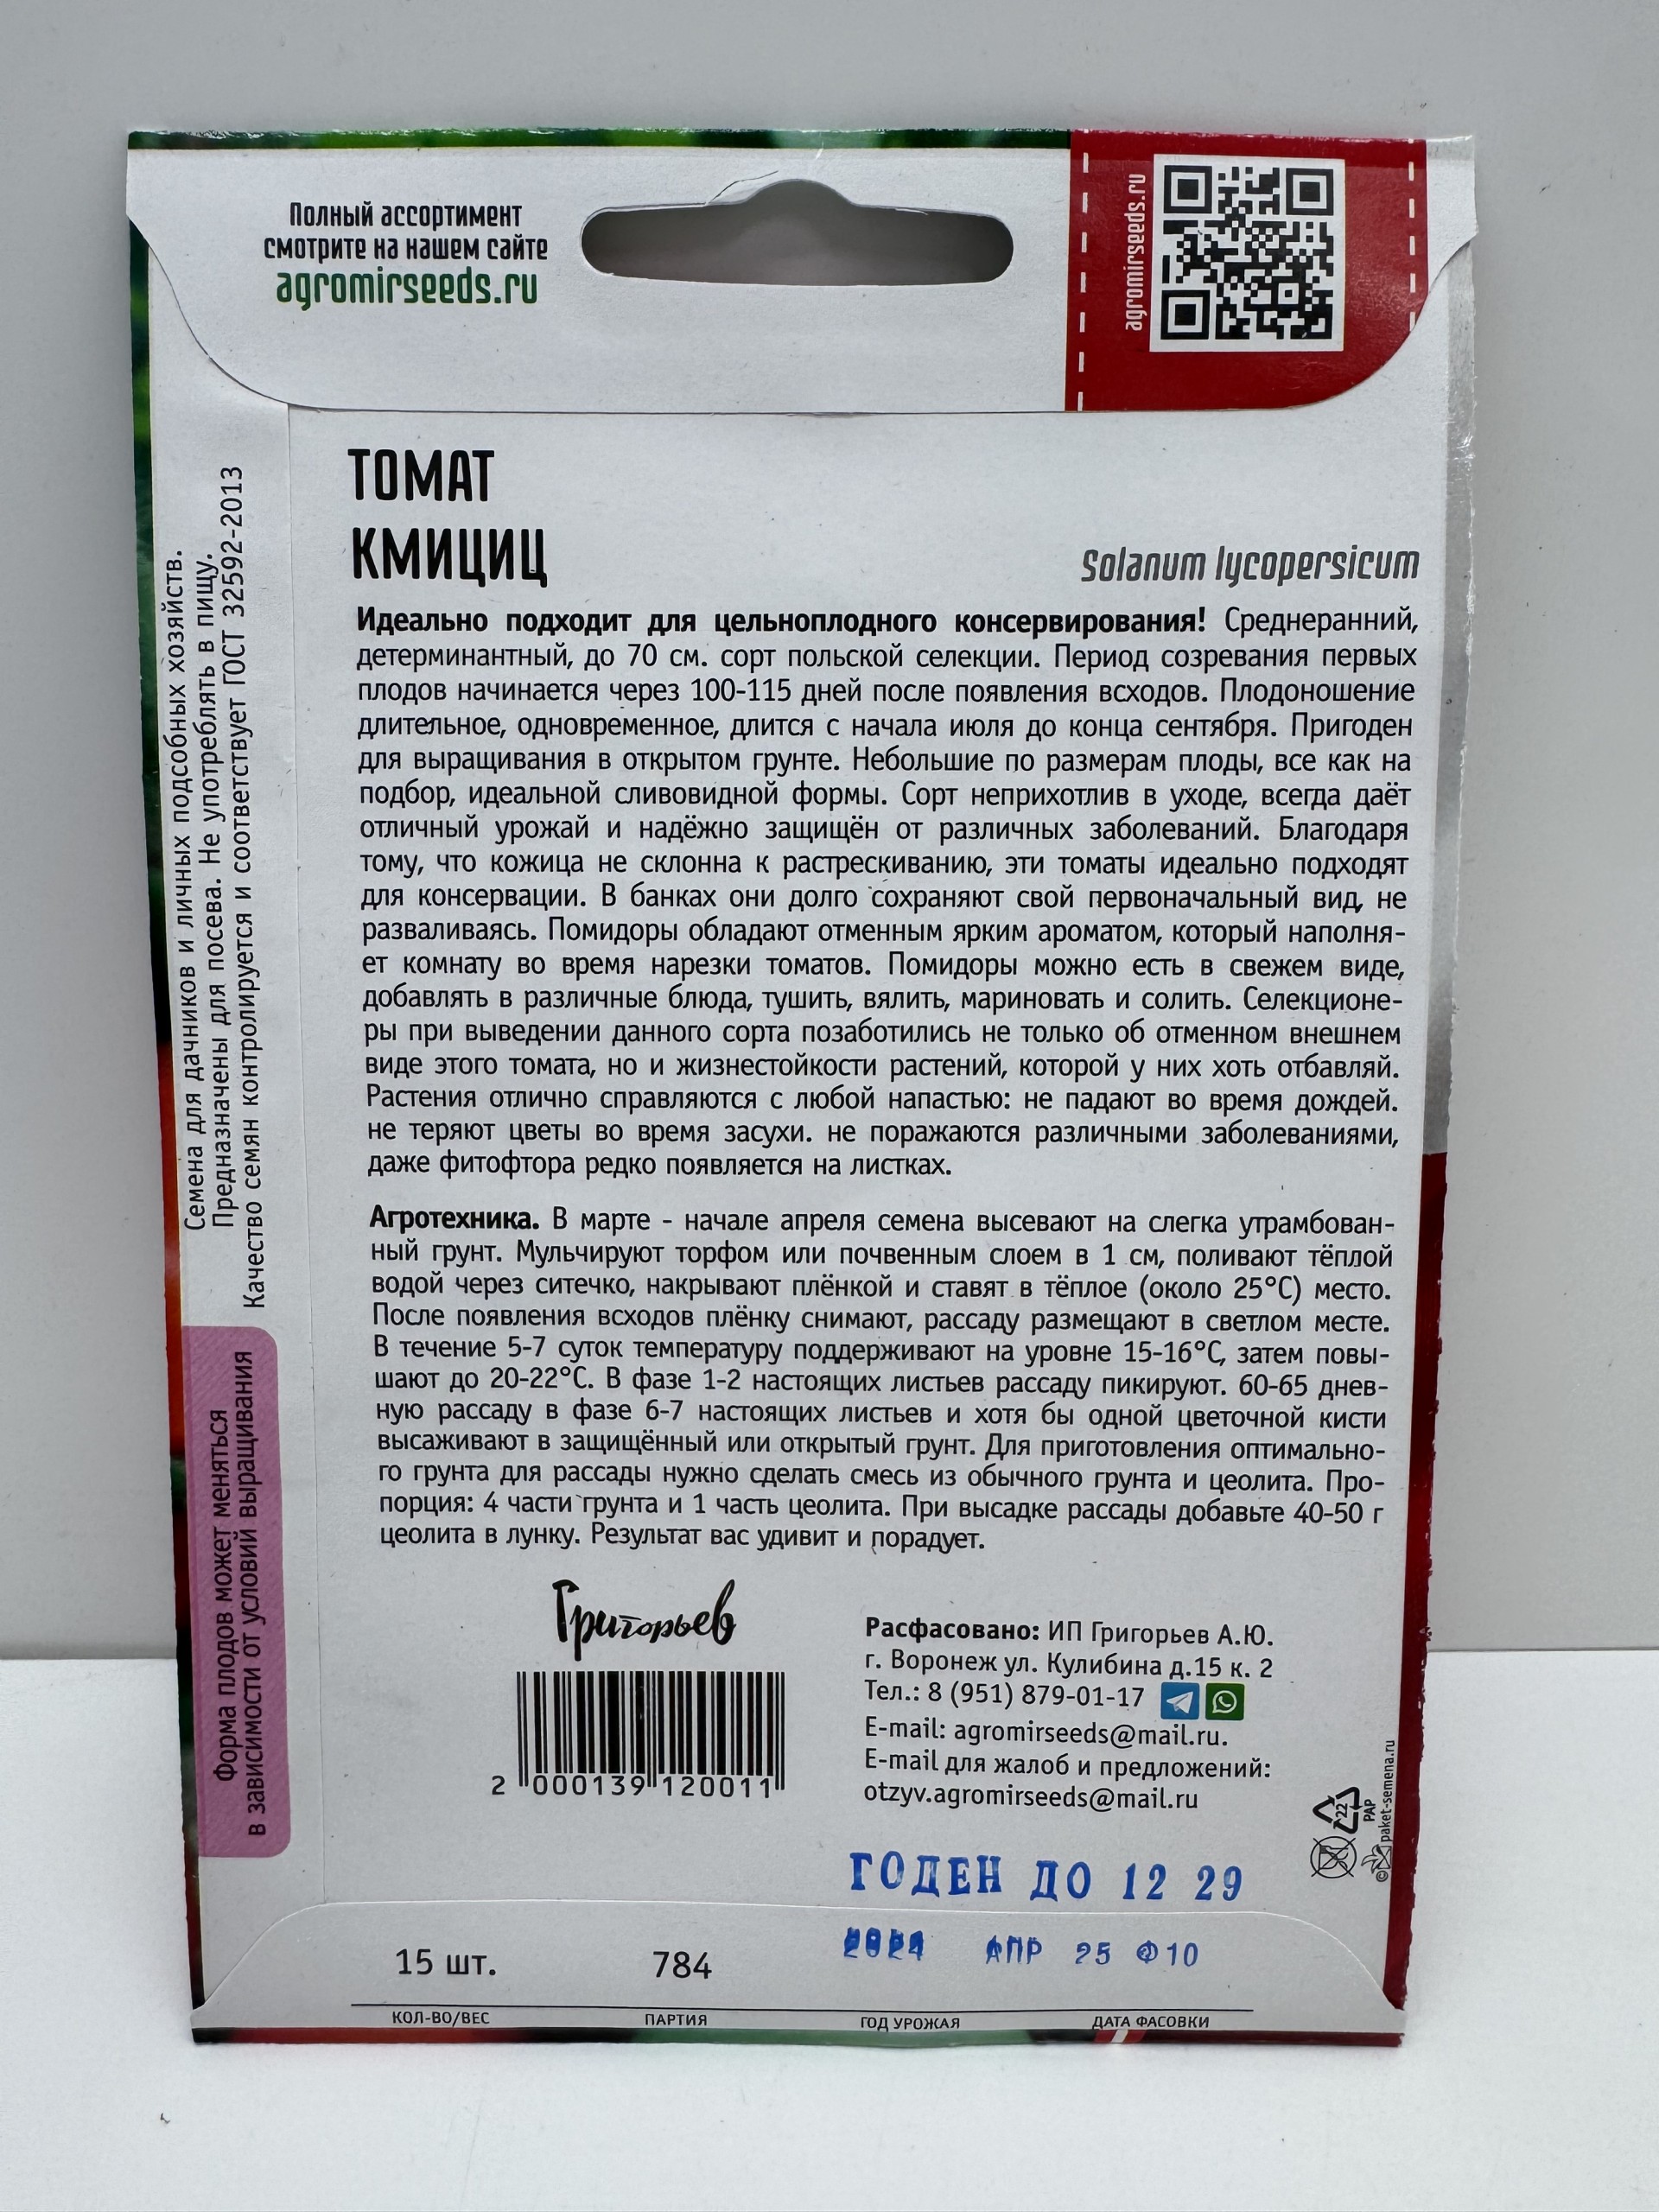 Полный ассортимент
смотрите на нашем сайте
agromirseeds.ru
agromirseeds.ru
ТОМАТ
КМИЦИЦ
Solanum lycopersicum
Идеально подходит для цельноплодного консервирования! Среднеранний,
детерминантный, до 70 см. сорт польской селекции. Период созревания первых
плодов начинается через 100-115 дней после появления всходов. Плодоношение
длительное, одновременное, длится с начала июля до конца сентября. Пригоден
для выращивания в открытом грунте. Небольшие по размерам плоды, все как на
подбор, идеальной сливовидной формы. Сорт неприхотлив в уходе, всегда даёт
отличный урожай и надёжно защищён от различных заболеваний. Благодаря
тому, что кожица не склонна к растрескиванию, эти томаты идеально подходят
для консервации. В банках они долго сохраняют свой первоначальный вид, не
разваливаясь. Помидоры обладают отменным ярким ароматом, который наполня-
ет комнату во время нарезки томатов. Помидоры можно есть в свежем виде,
добавлять в различные блюда, тушить, вялить, мариновать и солить. Селекционе-
ры при выведении данного сорта позаботились не только об отменном внешнем
виде этого томата, но и жизнестойкости растений, которой у них хоть отбавляй.
Растения отлично справляются с любой напастью: не падают во время дождей.
не теряют цветы во время засухи. не поражаются различными заболеваниями,
даже фитофтора редко появляется на листках.
Агротехника. В марте - начале апреля семена высевают на слегка утрамбован-
ный грунт. Мульчируют торфом или почвенным слоем в 1 см, поливают тёплой
водой через ситечко, накрывают плёнкой и ставят в тёплое (около 25°С) место.
После появления всходов плёнку снимают, рассаду размещают в светлом месте.
В течение 5-7 суток температуру поддерживают на уровне 15-16°С, затем повы-
шают до 20-22°С. В фазе 1-2 настоящих листьев рассаду пикируют. 60-65 днев-
ную рассаду в фазе 6-7 настоящих листьев и хотя бы одной цветочной кисти
высаживают в защищённый или открытый грунт. Для приготовления оптимально-
го грунта для рассады нужно сделать смесь из обычного грунта и цеолита. Про-
порция: 4 части грунта и 1 часть цеолита. При высадке рассады добавьте 40-50 г
цеолита в лунку. Результат вас удивит и порадует.
Семена для дачников и личных подсобных хозяйств.
Предназначены для посева. Не употреблять в пищу.
Качество семян контролируется и соответствует ГОСТ 32592-2013
Форма плодов может меняться
в зависимости от условий выращивания
Григорьев
2 000139 120011
Расфасовано: ИП Григорьев А.Ю.
г. Воронеж ул. Кулибина д.15 к. 2
Тел.: 8 (951) 879-01-17
E-mail: agromirseeds@mail.ru.
E-mail для жалоб и предложений:
otzyv.agromirseeds@mail.ru
22
PAP
© paket-semena.ru
ГОДЕН ДО 12 29
15 шт. 784 АПР 25 Ф10
КОЛ-ВО/ВЕС ПАРТИЯ ГОД УРОЖАЯ ДАТА ФАСОВКИ